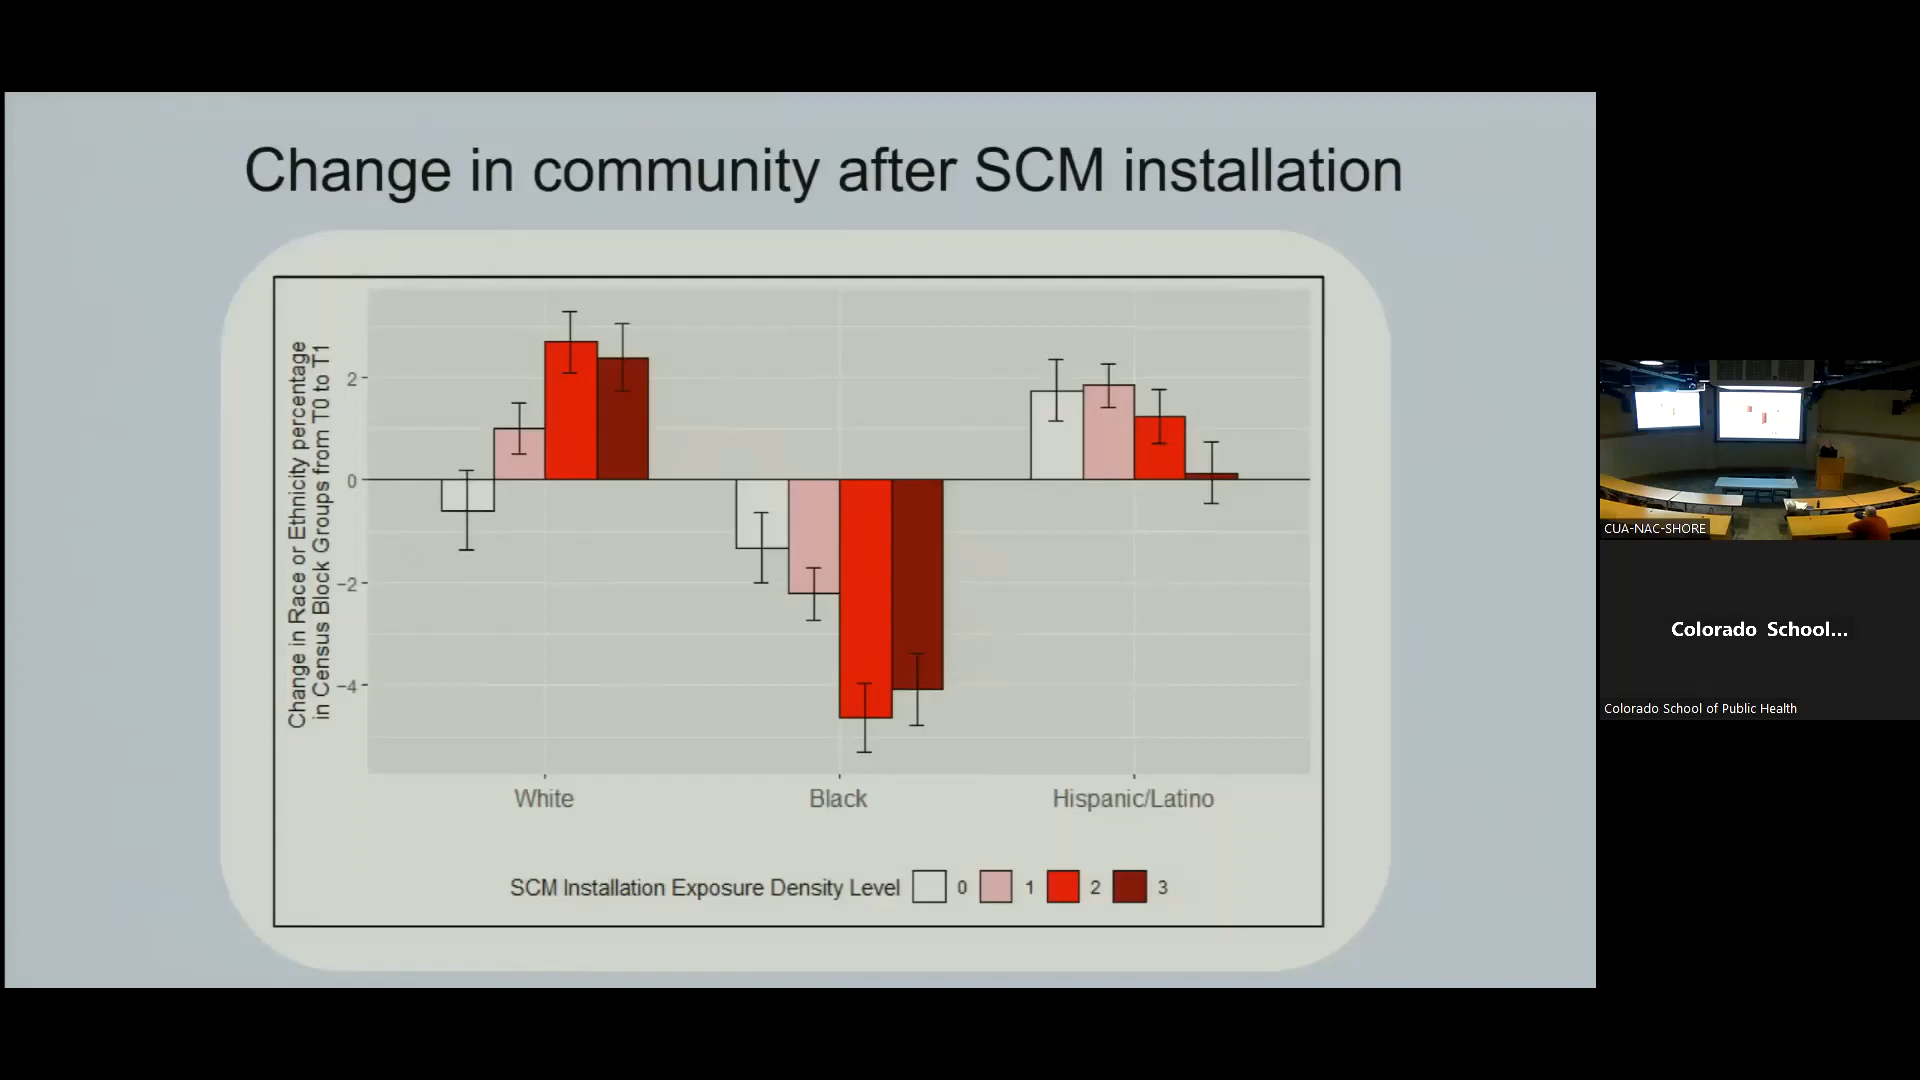 Change in community after SCM installation
Change in Race or Ethnicity percentage
in Census Block Groups from T0 to T1
2
0
−2
−4
White Black Hispanic/Latino
SCM Installation Exposure Density Level 0 1 2 3
CUA-NAC-SHORE
Colorado School...
Colorado School of Public Health